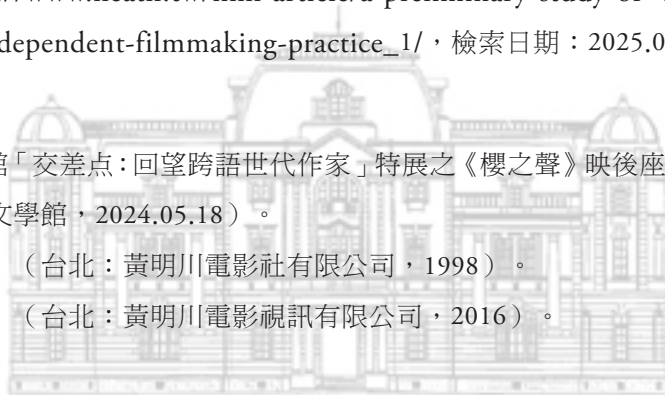 dependent-filmmaking-practice_1/，檢索日期：2025.0
館「交差点：回望跨語世代作家」特展之《櫻之聲》映後座
文學館，2024.05.18）。
（台北：黃明川電影社有限公司，1998）。
（台北：黃明川電影視訊有限公司，2016）。